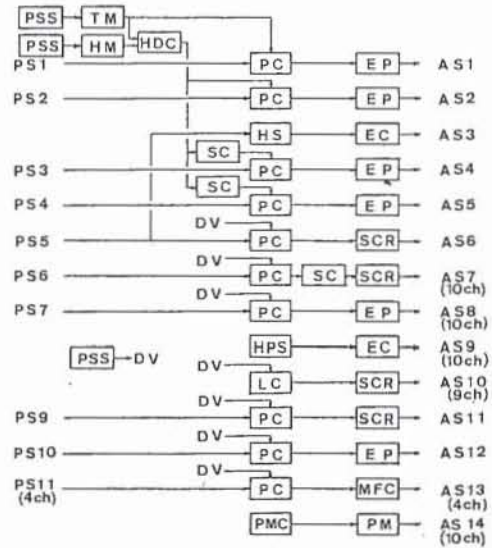 PSS TM
PSS HM HDC
PS1 PC EP AS1
PS2 PC EP AS2
HS EC AS3
SC
PS3 PC EP AS4
SC
PS4 PC EP AS5
DV
PS5 PC SCR AS6
DV
PS6 PC SC SCR AS7
(10ch)
DV
PS7 PC EP AS8
(10ch)
HPS EC AS9
(10ch)
PSS DV
DV
LC SCR AS10
(9ch)
DV
PS9 PC SCR AS11
DV
PS10 PC EP AS12
DV
PS11 PC MFC AS13
(4ch) (4ch)
PMC PM AS14
(10ch)